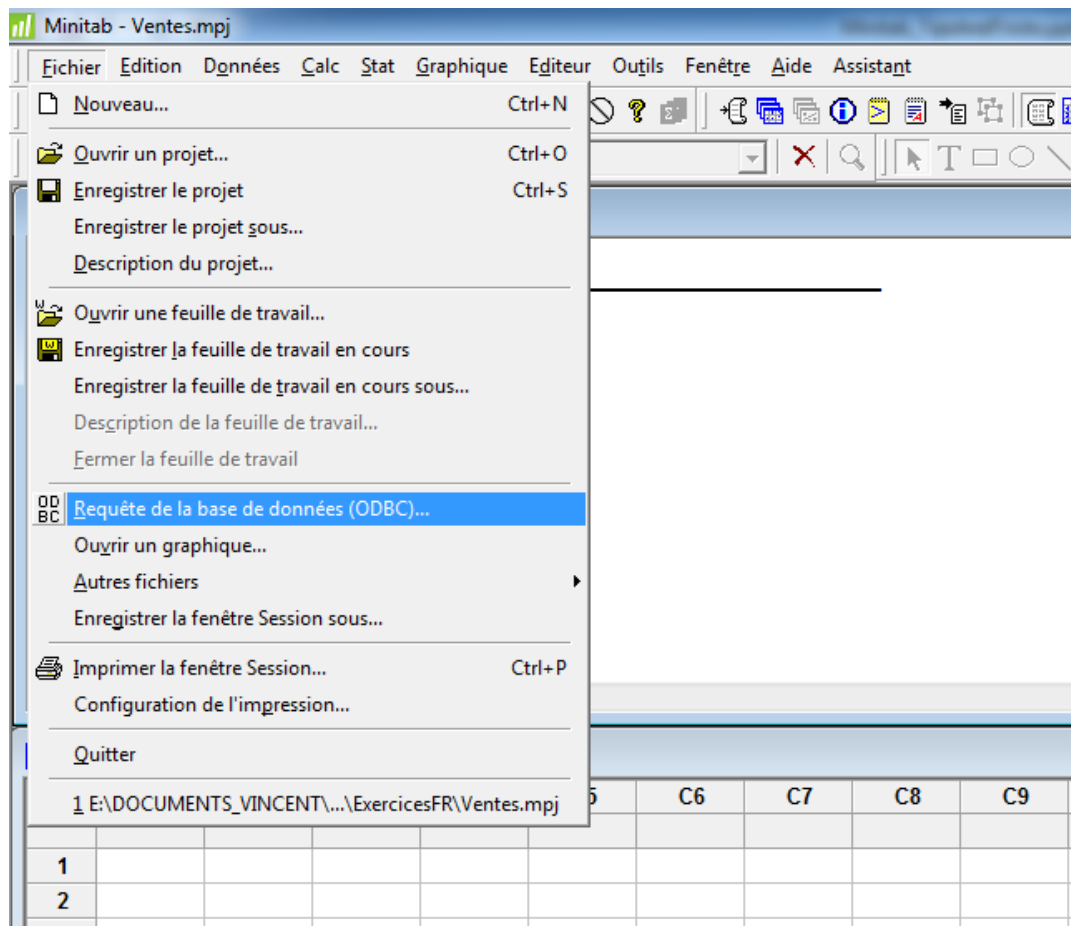 Minitab - Ventes.mpj
Fichier Edition Données Calc Stat Graphique Editeur Outils Fenêtre Aide Assistant
Nouveau... Ctrl+N
Ouvrir un projet... Ctrl+O
Enregistrer le projet Ctrl+S
Enregistrer le projet sous...
Description du projet...
Ouvrir une feuille de travail...
Enregistrer la feuille de travail en cours
Enregistrer la feuille de travail en cours sous...
Description de la feuille de travail...
Fermer la feuille de travail
OD
BC
Requête de la base de données (ODBC)...
Ouvrir un graphique...
Autres fichiers
Enregistrer la fenêtre Session sous...
Imprimer la fenêtre Session... Ctrl+P
Configuration de l'impression...
Quitter
1 E:\DOCUMENTS_VINCENT\...\ExercicesFR\Ventes.mpj
C6 C7 C8 C9
1
2